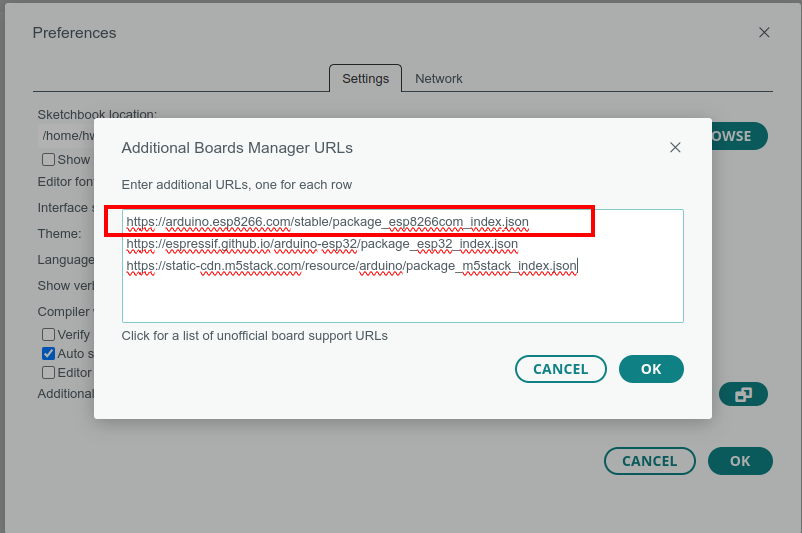 Preferences
Settings
Network
Sketchbook location:
/home/hw
OWSE
Show
Editor fon
Interface s
Theme:
Language
Show verb
Compiler
Verify
Auto s
Editor
Additional
Additional Boards Manager URLs
Enter additional URLs, one for each row
https://arduino.esp8266.com/stable/package_esp8266com_index.json
https://espressif.github.io/arduino-esp32/package_esp32_index.json
https://static-cdn.m5stack.com/resource/arduino/package_m5stack_index.json
Click for a list of unofficial board support URLs
CANCEL
OK
CANCEL
OK